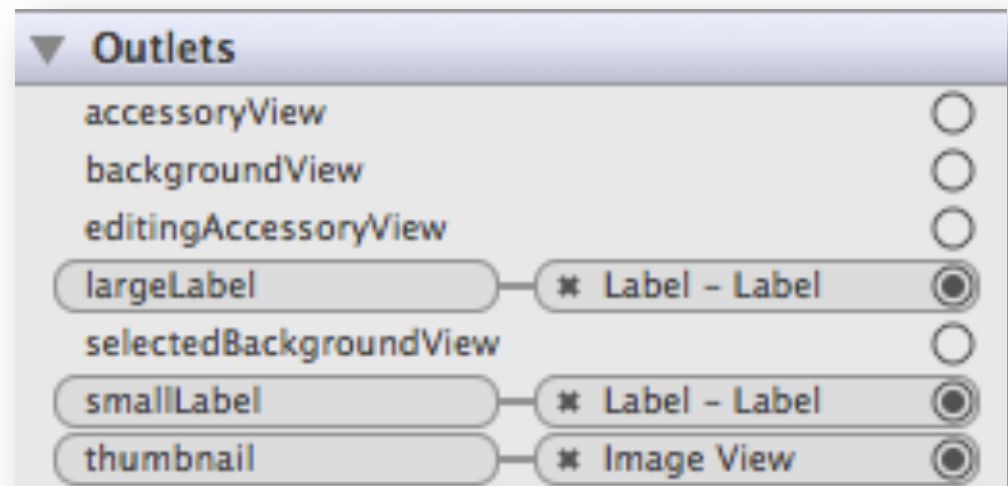 Outlets
accessoryView
backgroundView
editingAccessoryView
largeLabel Label – Label
selectedBackgroundView
smallLabel Label – Label
thumbnail Image View